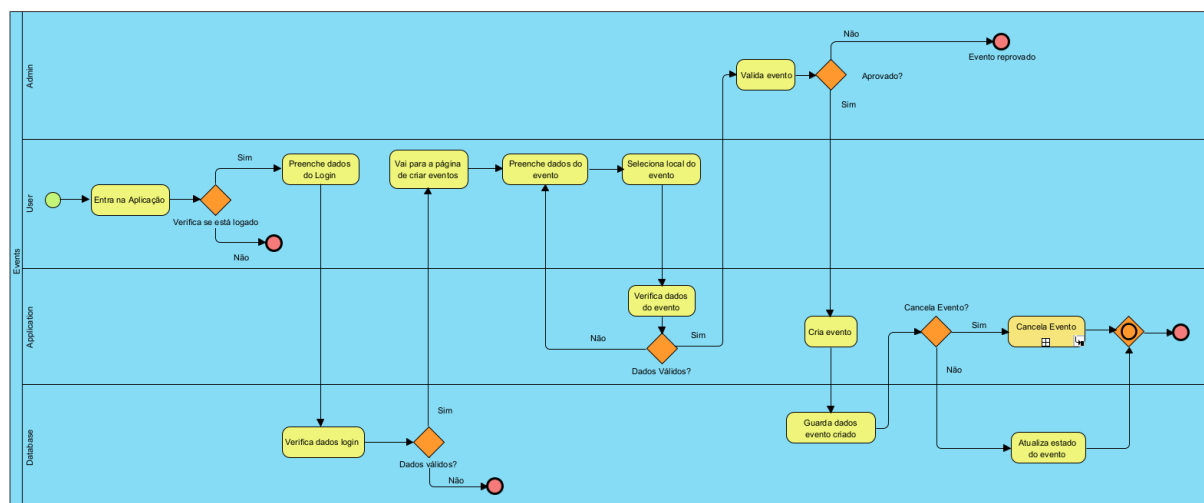 Events
Admin
Valida evento
Não
Aprovado?
Sim
Evento reprovado
User
Entra na Aplicação
Sim
Verifica se está logado
Não
Preenche dados
do Login
Vai para a página
de criar eventos
Preenche dados do
evento
Seleciona local do
evento
Application
Verifica dados
do evento
Não
Sim
Dados Válidos?
Cria evento
Cancela Evento?
Sim
Não
Cancela Evento
Database
Verifica dados login
Sim
Dados válidos?
Não
Guarda dados
evento criado
Atualiza estado
do evento